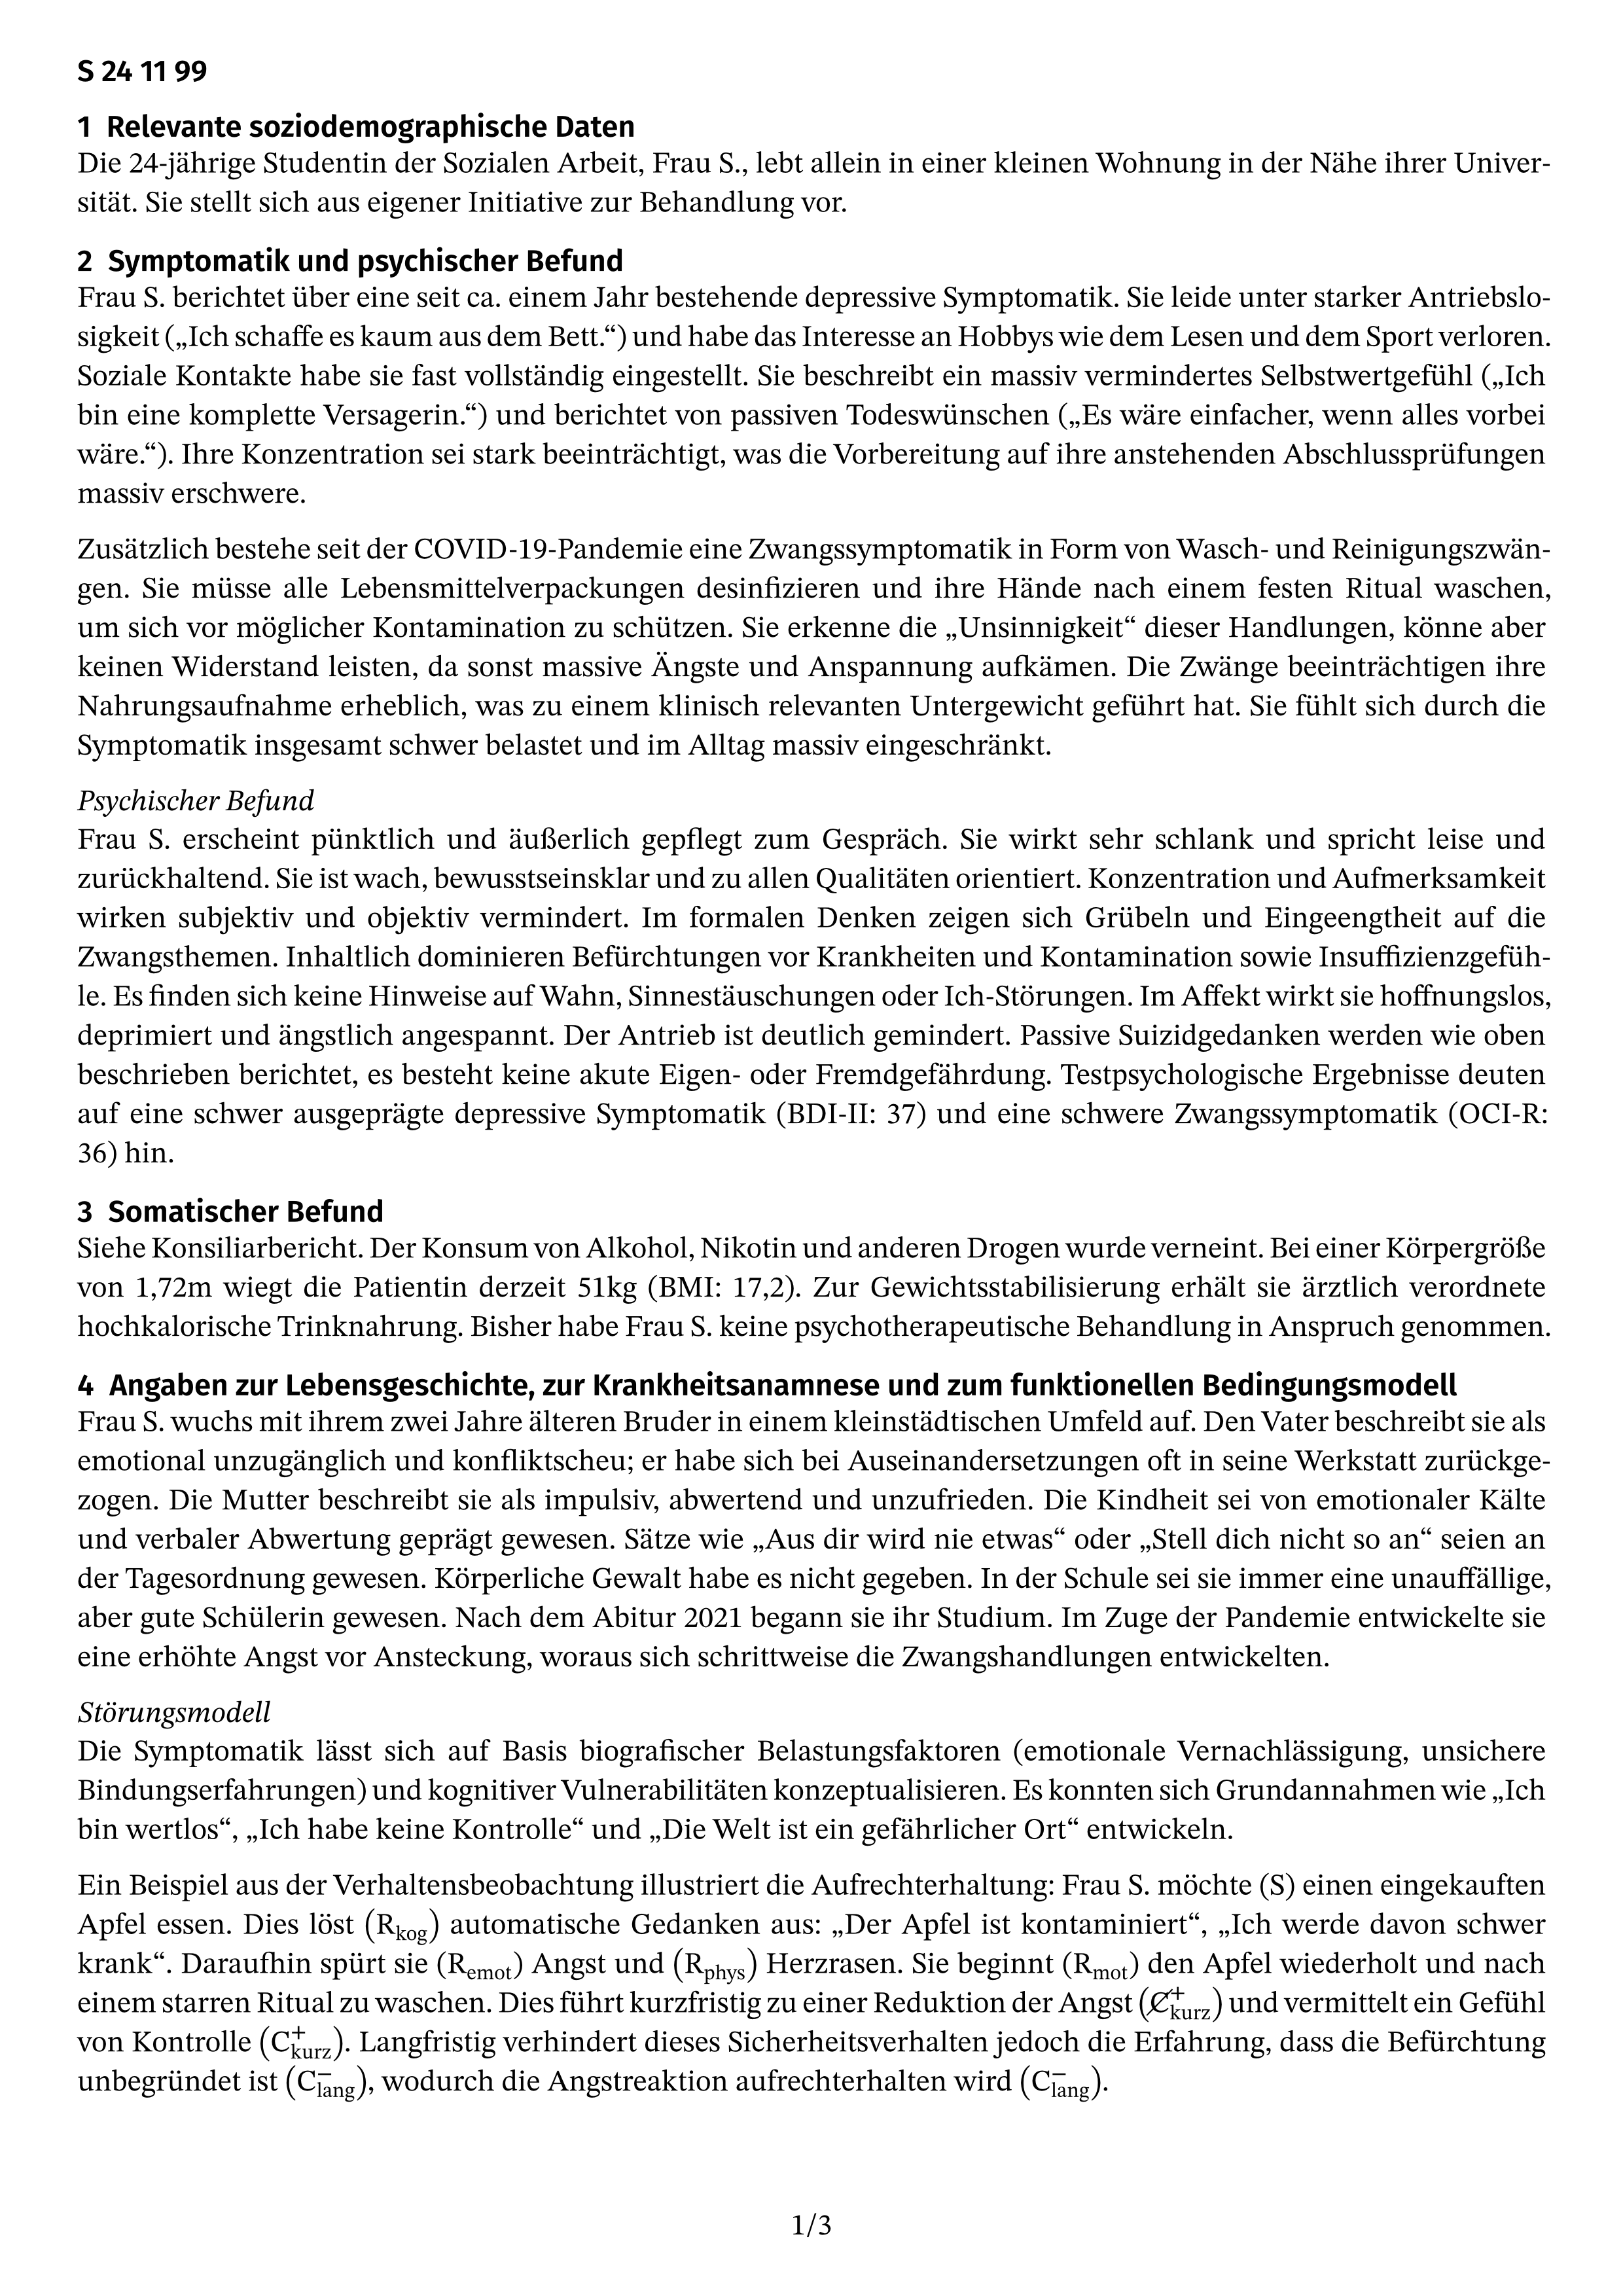 S 24 11 99
1 Relevante soziodemographische Daten
Die 24-jährige Studentin der Sozialen Arbeit, Frau S., lebt allein in einer kleinen Wohnung in der Nähe ihrer Univer-
sität. Sie stellt sich aus eigener Initiative zur Behandlung vor.
2 Symptomatik und psychischer Befund
Frau S. berichtet über eine seit ca. einem Jahr bestehende depressive Symptomatik. Sie leide unter starker Antriebslo-
sigkeit („Ich schaffe es kaum aus dem Bett.“) und habe das Interesse an Hobbys wie dem Lesen und dem Sport verloren.
Soziale Kontakte habe sie fast vollständig eingestellt. Sie beschreibt ein massiv vermindertes Selbstwertgefühl („Ich
bin eine komplette Versagerin.“) und berichtet von passiven Todeswünschen („Es wäre einfacher, wenn alles vorbei
wäre.“). Ihre Konzentration sei stark beeinträchtigt, was die Vorbereitung auf ihre anstehenden Abschlussprüfungen
massiv erschwere.
Zusätzlich bestehe seit der COVID-19-Pandemie eine Zwangssymptomatik in Form von Wasch- und Reinigungszwän-
gen. Sie müsse alle Lebensmittelverpackungen desinfizieren und ihre Hände nach einem festen Ritual waschen,
um sich vor möglicher Kontamination zu schützen. Sie erkenne die „Unsinnigkeit“ dieser Handlungen, könne aber
keinen Widerstand leisten, da sonst massive Ängste und Anspannung aufkämen. Die Zwänge beeinträchtigen ihre
Nahrungsaufnahme erheblich, was zu einem klinisch relevanten Untergewicht geführt hat. Sie fühlt sich durch die
Symptomatik insgesamt schwer belastet und im Alltag massiv eingeschränkt.
Psychischer Befund
Frau S. erscheint pünktlich und äußerlich gepflegt zum Gespräch. Sie wirkt sehr schlank und spricht leise und
zurückhaltend. Sie ist wach, bewusstseinsklar und zu allen Qualitäten orientiert. Konzentration und Aufmerksamkeit
wirken subjektiv und objektiv vermindert. Im formalen Denken zeigen sich Grübeln und Eingeengtheit auf die
Zwangsthemen. Inhaltlich dominieren Befürchtungen vor Krankheiten und Kontamination sowie Insuffizienzgefüh-
le. Es finden sich keine Hinweise auf Wahn, Sinnestäuschungen oder Ich-Störungen. Im Affekt wirkt sie hoffnungslos,
deprimiert und ängstlich angespannt. Der Antrieb ist deutlich gemindert. Passive Suizidgedanken werden wie oben
beschrieben berichtet, es besteht keine akute Eigen- oder Fremdgefährdung. Testpsychologische Ergebnisse deuten
auf eine schwer ausgeprägte depressive Symptomatik (BDI-II: 37) und eine schwere Zwangssymptomatik (OCI-R:
36) hin.
3 Somatischer Befund
Siehe Konsiliarbericht. Der Konsum von Alkohol, Nikotin und anderen Drogen wurde verneint. Bei einer Körpergröße
von 1,72m wiegt die Patientin derzeit 51kg (BMI: 17,2). Zur Gewichtsstabilisierung erhält sie ärztlich verordnete
hochkalorische Trinknahrung. Bisher habe Frau S. keine psychotherapeutische Behandlung in Anspruch genommen.
4 Angaben zur Lebensgeschichte, zur Krankheitsanamnese und zum funktionellen Bedingungsmodell
Frau S. wuchs mit ihrem zwei Jahre älteren Bruder in einem kleinstädtischen Umfeld auf. Den Vater beschreibt sie als
emotional unzugänglich und konfliktscheu; er habe sich bei Auseinandersetzungen oft in seine Werkstatt zurückge-
zogen. Die Mutter beschreibt sie als impulsiv, abwertend und unzufrieden. Die Kindheit sei von emotionaler Kälte
und verbaler Abwertung geprägt gewesen. Sätze wie „Aus dir wird nie etwas“ oder „Stell dich nicht so an“ seien an
der Tagesordnung gewesen. Körperliche Gewalt habe es nicht gegeben. In der Schule sei sie immer eine unauffällige,
aber gute Schülerin gewesen. Nach dem Abitur 2021 begann sie ihr Studium. Im Zuge der Pandemie entwickelte sie
eine erhöhte Angst vor Ansteckung, woraus sich schrittweise die Zwangshandlungen entwickelten.
Störungsmodell
Die Symptomatik lässt sich auf Basis biografischer Belastungsfaktoren (emotionale Vernachlässigung, unsichere
Bindungserfahrungen) und kognitiver Vulnerabilitäten konzeptualisieren. Es konnten sich Grundannahmen wie „Ich
bin wertlos“, „Ich habe keine Kontrolle“ und „Die Welt ist ein gefährlicher Ort“ entwickeln.
Ein Beispiel aus der Verhaltensbeobachtung illustriert die Aufrechterhaltung: Frau S. möchte (S) einen eingekauften
Apfel essen. Dies löst (R_kog) automatische Gedanken aus: „Der Apfel ist kontaminiert“, „Ich werde davon schwer
krank“. Daraufhin spürt sie (R_emot) Angst und (R_phys) Herzrasen. Sie beginnt (R_mot) den Apfel wiederholt und nach
einem starren Ritual zu waschen. Dies führt kurzfristig zu einer Reduktion der Angst (C̸⁺_kurz) und vermittelt ein Gefühl
von Kontrolle (C⁺_kurz). Langfristig verhindert dieses Sicherheitsverhalten jedoch die Erfahrung, dass die Befürchtung
unbegründet ist (C⁻_lang), wodurch die Angstreaktion aufrechterhalten wird (C⁻_lang).
1/3